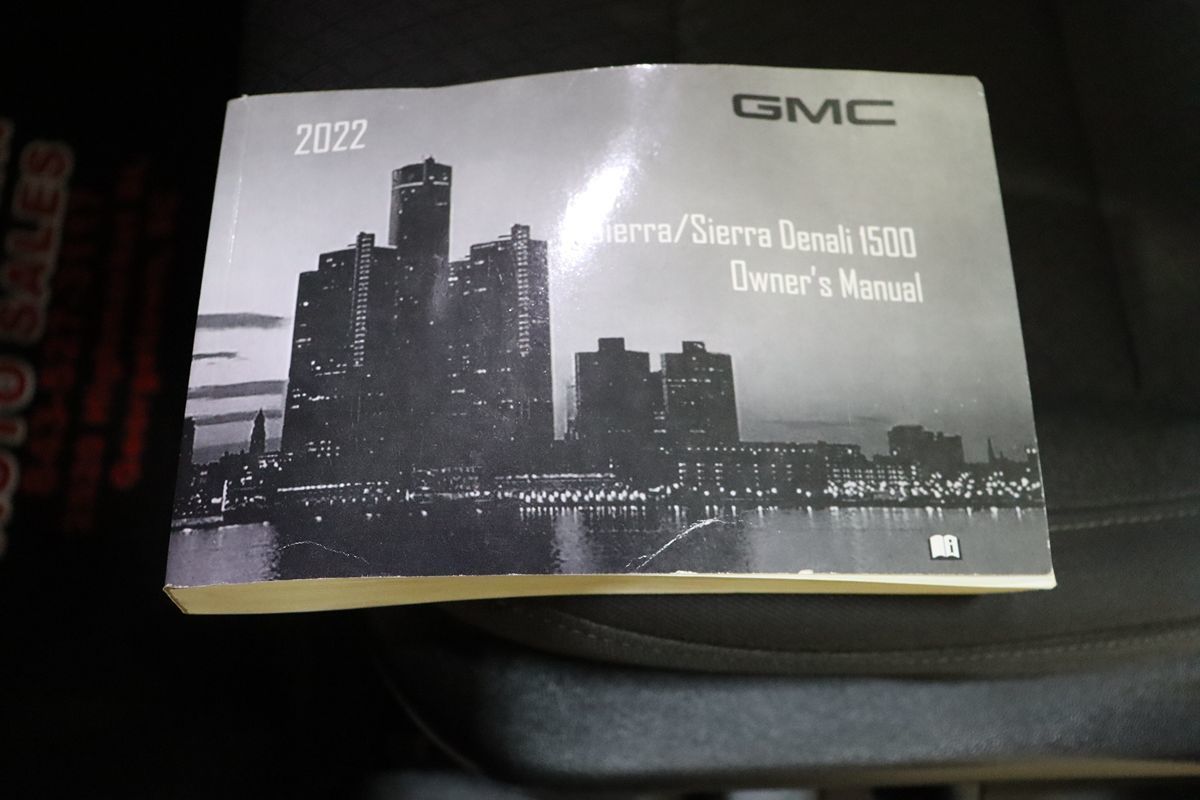 2022
GMC
Sierra/Sierra Denali 1500
Owner's Manual
AUTO SALES